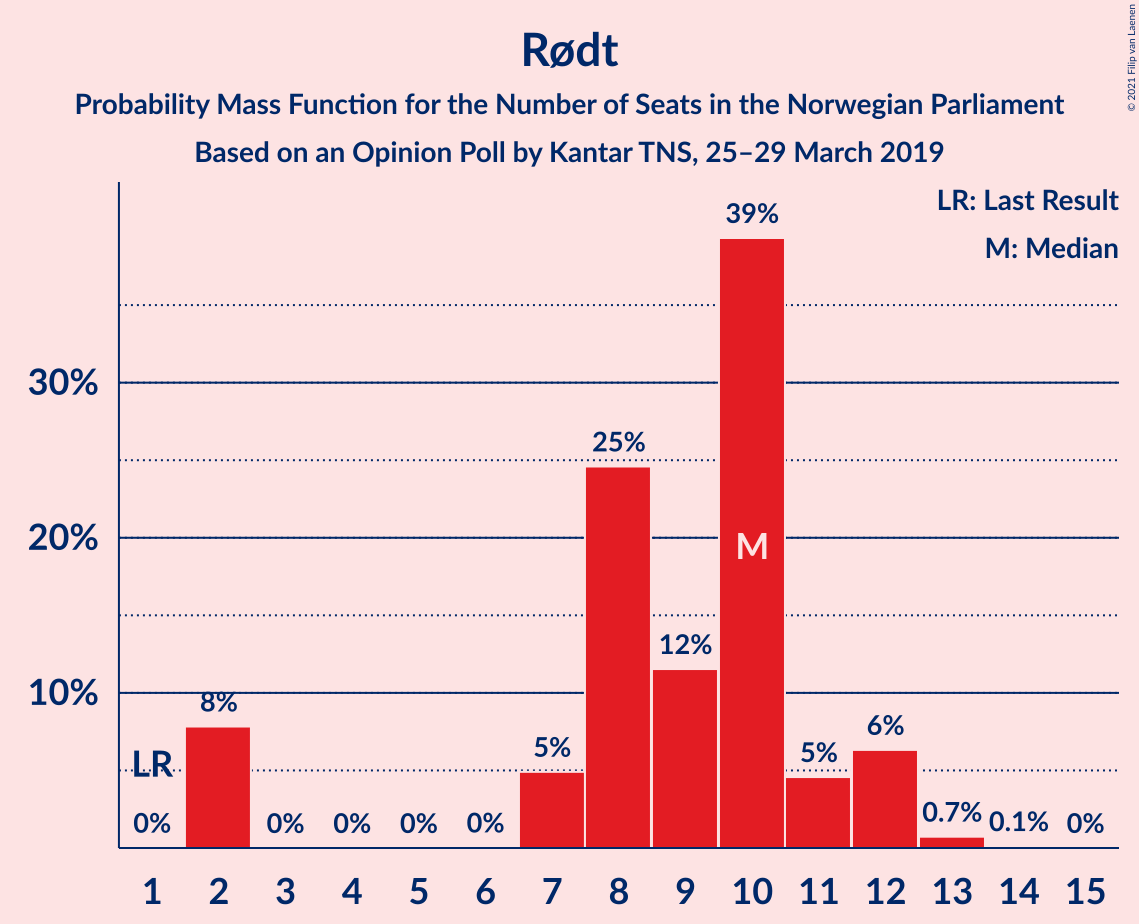 Rødt
Probability Mass Function for the Number of Seats in the Norwegian Parliament
Based on an Opinion Poll by Kantar TNS, 25–29 March 2019
© 2021 Filip van Laenen
LR: Last Result
M: Median
39%
30%
25%
20%
M
12%
10%
8%
6%
LR
5%
5%
0%
0%
0%
0%
0%
0.7%
0.1%
0%
1 2 3 4 5 6 7 8 9 10 11 12 13 14 15